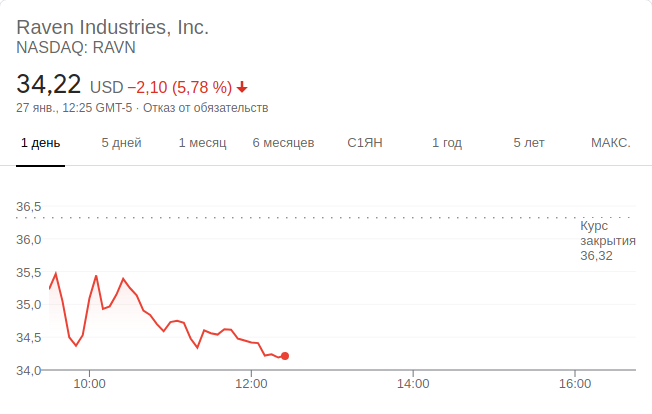 Raven Industries, Inc.
NASDAQ: RAVN
34,22 USD −2,10 (5,78 %)
27 янв., 12:25 GMT-5 · Отказ от обязательств
1 день 5 дней 1 месяц 6 месяцев С1ЯН 1 год 5 лет МАКС.
36,5
Курс
закрытия
36,32
36,0
35,5
35,0
34,5
34,0
10:00 12:00 14:00 16:00